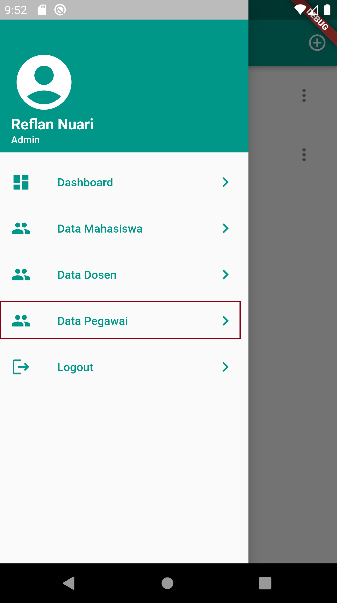 9:52
DEBUG
Reflan Nuari
Admin
Dashboard
Data Mahasiswa
Data Dosen
Data Pegawai
Logout